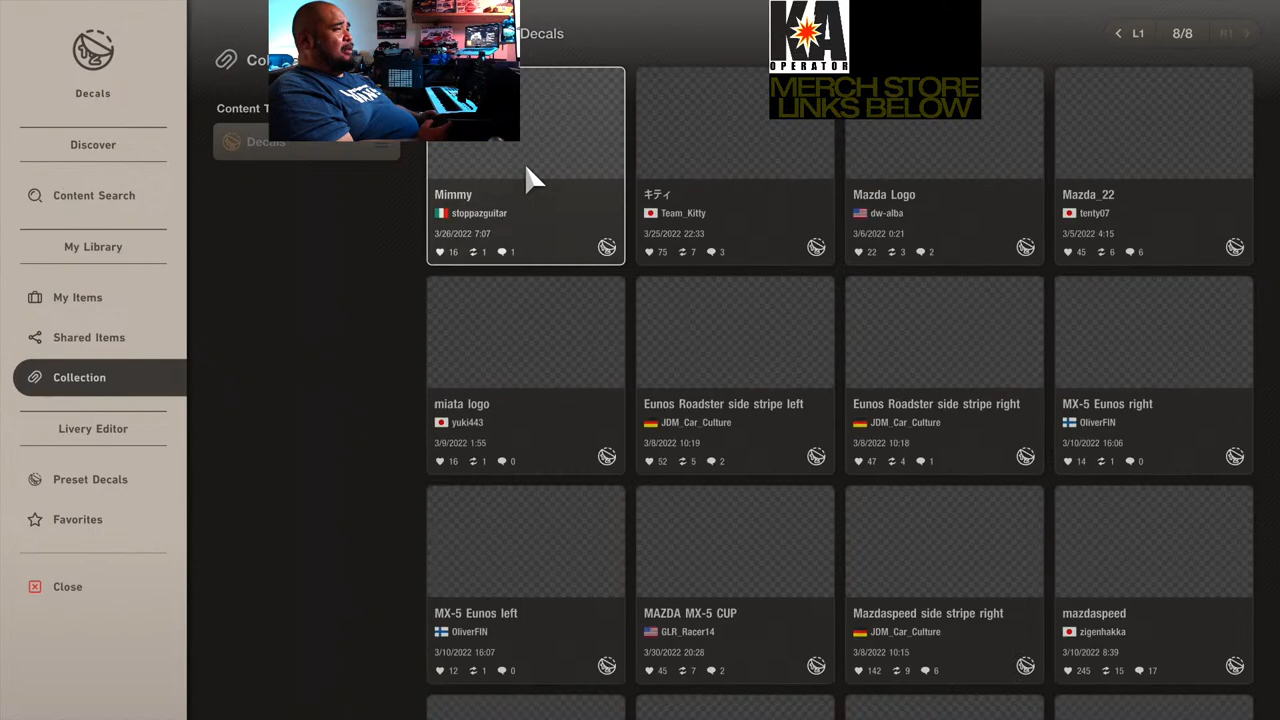 Decals
Discover
Content Search
My Library
My Items
Shared Items
Collection
Livery Editor
Preset Decals
Favorites
Close
Content T
Decals
Decals
KA
OPERATOR
MERCH STORE
LINKS BELOW
L1
8/8
R1
Mimmy
stoppazguitar
3/26/2022 7:07
16 1 1
キティ
Team_Kitty
3/25/2022 22:33
75 7 3
Mazda Logo
dw-alba
3/6/2022 0:21
22 3 2
Mazda_22
tenty07
3/5/2022 4:15
45 6 6
miata logo
yuki443
3/9/2022 1:55
16 1 0
Eunos Roadster side stripe left
JDM_Car_Culture
3/8/2022 10:19
52 5 2
Eunos Roadster side stripe right
JDM_Car_Culture
3/8/2022 10:18
47 4 1
MX-5 Eunos right
OliverFIN
3/10/2022 16:06
14 1 0
MX-5 Eunos left
OliverFIN
3/10/2022 16:07
12 1 0
MAZDA MX-5 CUP
GLR_Racer14
3/30/2022 20:28
45 7 2
Mazdaspeed side stripe right
JDM_Car_Culture
3/8/2022 10:15
142 9 6
mazdaspeed
zigenhakka
3/10/2022 8:39
245 15 17